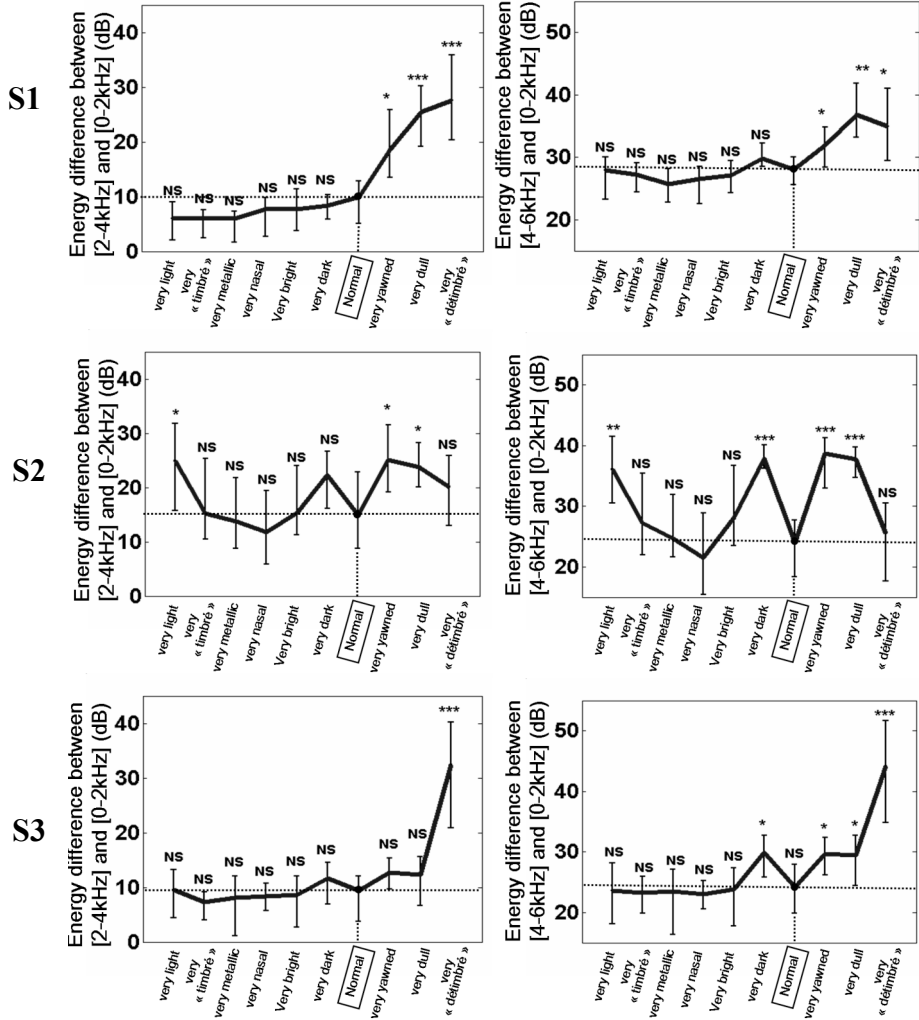 S1
Energy difference between
[2-4kHz] and [0-2kHz] (dB)
40
30
20
10
0
NS
NS
NS
NS
NS
NS
*
***
***
very light
very
« timbré »
very metallic
very nasal
Very bright
very dark
Normal
very yawned
very dull
very
« détimbré »
Energy difference between
[4-6kHz] and [0-2kHz] (dB)
50
40
30
20
NS
NS
NS
NS
NS
NS
*
**
*
very light
very
« timbré »
very metallic
very nasal
Very bright
very dark
Normal
very yawned
very dull
very
« détimbré »
S2
Energy difference between
[2-4kHz] and [0-2kHz] (dB)
40
30
20
10
0
*
NS
NS
NS
NS
NS
*
*
NS
very light
very
« timbré »
very metallic
very nasal
Very bright
very dark
Normal
very yawned
very dull
very
« détimbré »
Energy difference between
[4-6kHz] and [0-2kHz] (dB)
50
40
30
20
**
NS
NS
NS
NS
***
***
***
NS
very light
very
« timbré »
very metallic
very nasal
Very bright
very dark
Normal
very yawned
very dull
very
« détimbré »
S3
Energy difference between
[2-4kHz] and [0-2kHz] (dB)
40
30
20
10
0
NS
NS
NS
NS
NS
NS
NS
NS
NS
***
very light
very
« timbré »
very metallic
very nasal
Very bright
very dark
Normal
very yawned
very dull
very
« détimbré »
Energy difference between
[4-6kHz] and [0-2kHz] (dB)
50
40
30
20
NS
NS
NS
NS
NS
*
NS
*
*
***
very light
very
« timbré »
very metallic
very nasal
Very bright
very dark
Normal
very yawned
very dull
very
« détimbré »